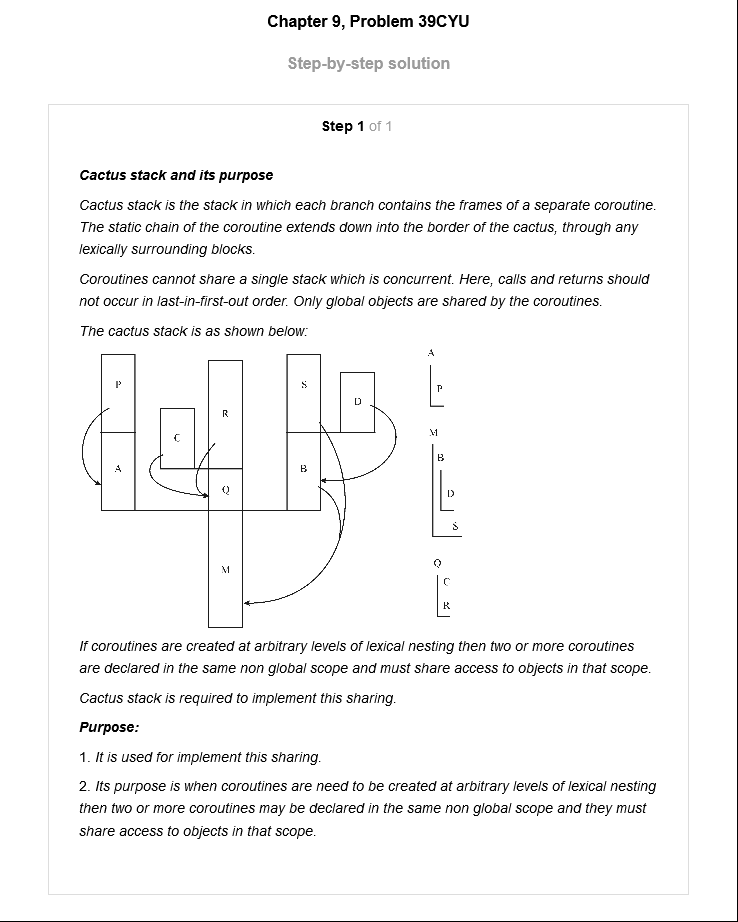 Chapter 9, Problem 39CYU
Step-by-step solution
Step 1 of 1
Cactus stack and its purpose
Cactus stack is the stack in which each branch contains the frames of a separate coroutine.
The static chain of the coroutine extends down into the border of the cactus, through any
lexically surrounding blocks.
Coroutines cannot share a single stack which is concurrent. Here, calls and returns should
not occur in last-in-first-out order. Only global objects are shared by the coroutines.
The cactus stack is as shown below:
P
A
C
R
Q
M
S
B
D
A
P
M
B
D
S
Q
C
R
If coroutines are created at arbitrary levels of lexical nesting then two or more coroutines
are declared in the same non global scope and must share access to objects in that scope.
Cactus stack is required to implement this sharing.
Purpose:
1. It is used for implement this sharing.
2. Its purpose is when coroutines are need to be created at arbitrary levels of lexical nesting
then two or more coroutines may be declared in the same non global scope and they must
share access to objects in that scope.